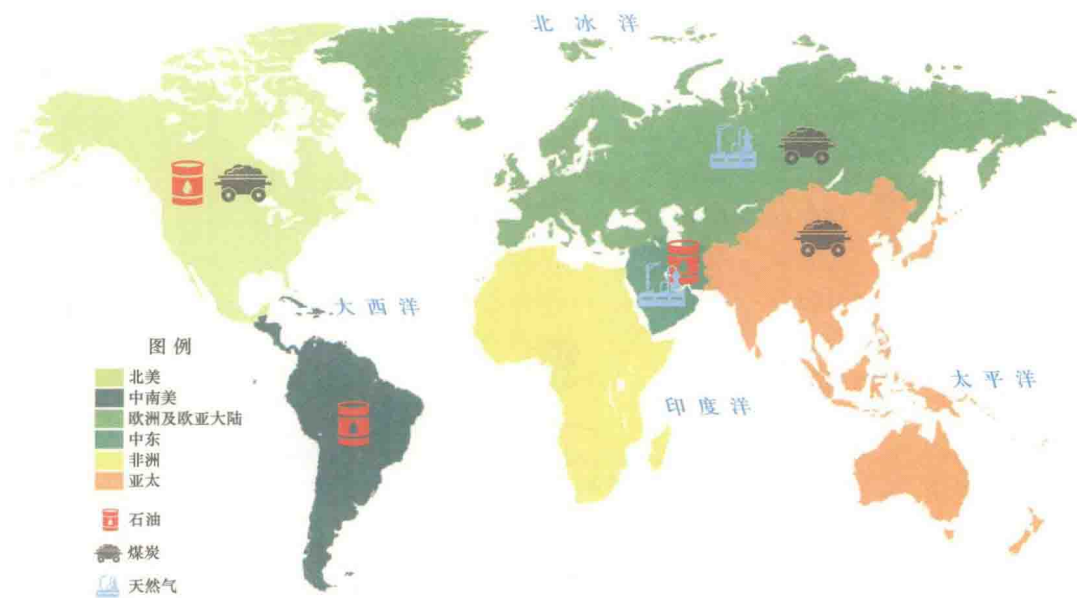 北冰洋
大西洋
太平洋
印度洋
图例
北美
中南美
欧洲及欧亚大陆
中东
非洲
亚太
石油
煤炭
天然气